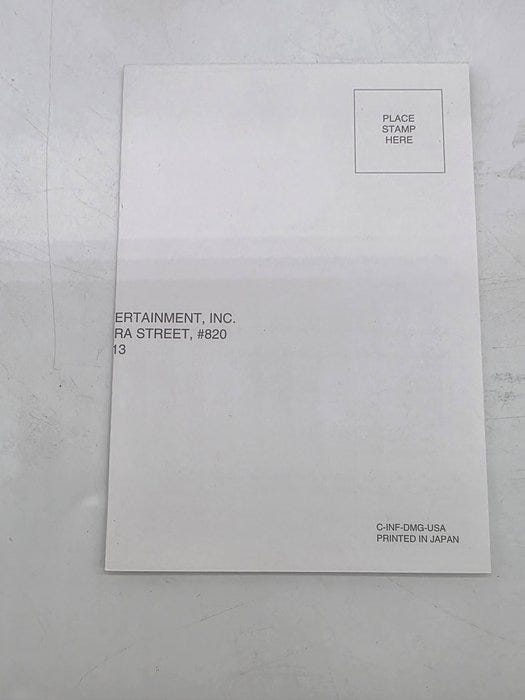 PLACE
STAMP
HERE
ERTAINMENT, INC.
RA STREET, #820
13
C-INF-DMG-USA
PRINTED IN JAPAN